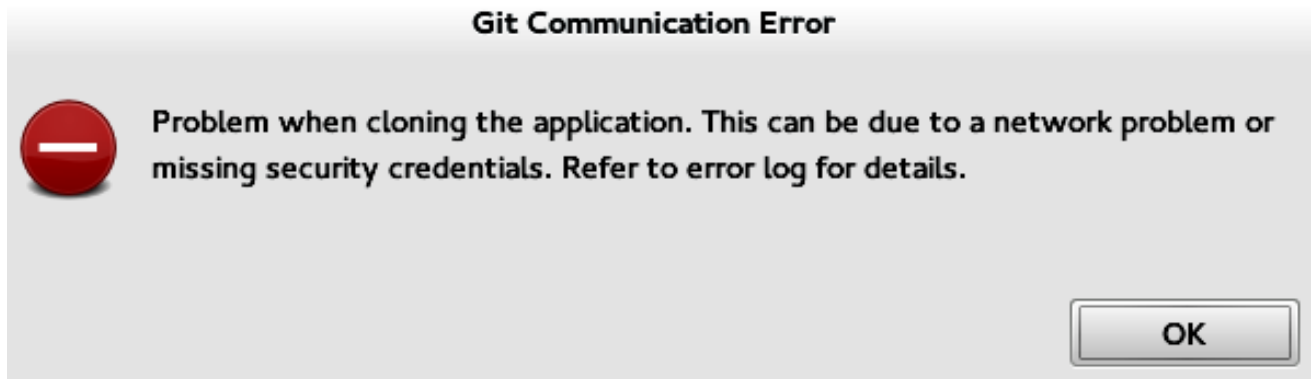 Git Communication Error
Problem when cloning the application. This can be due to a network problem or
missing security credentials. Refer to error log for details.
OK